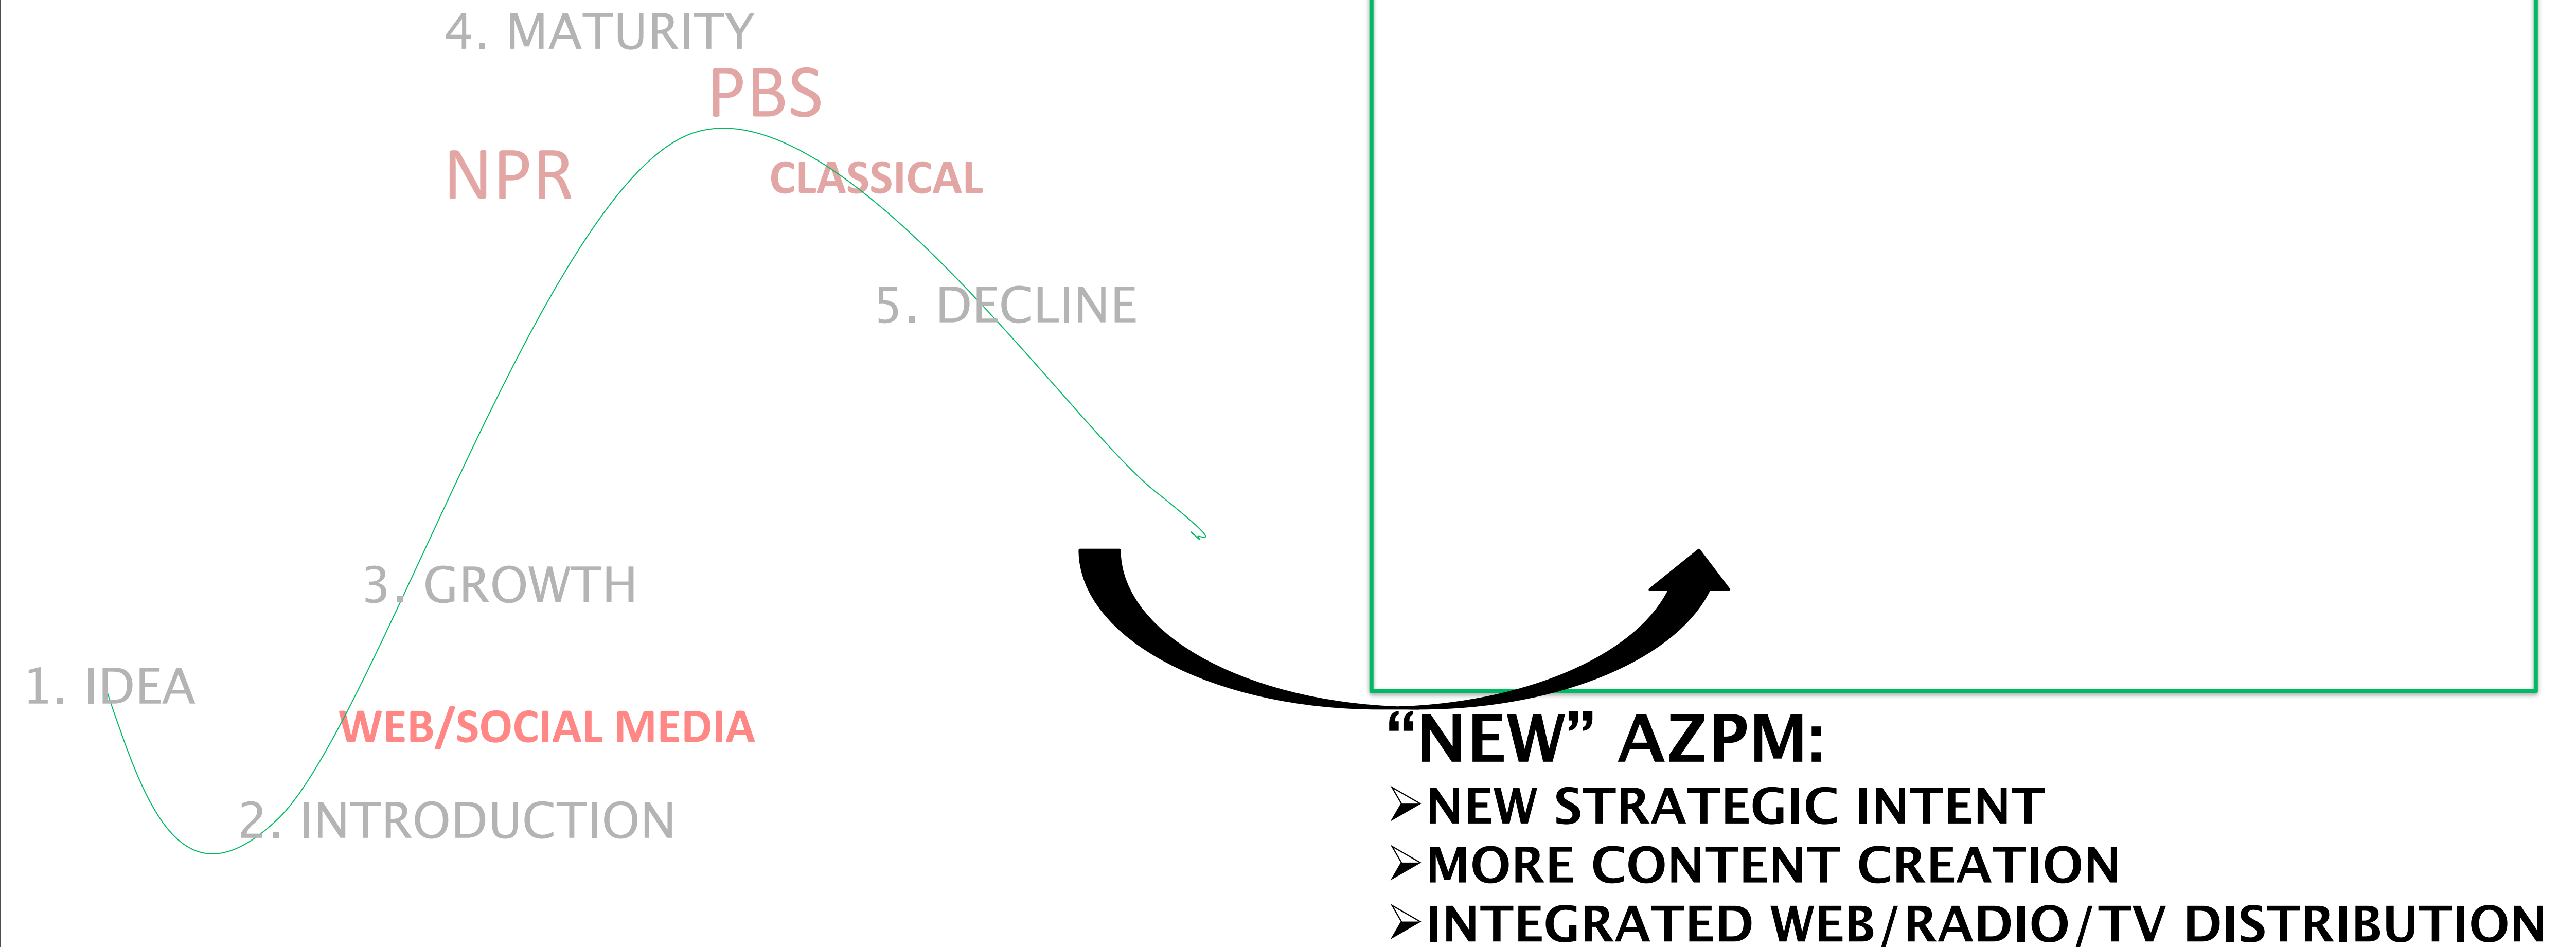 4. MATURITY
PBS
NPR
CLASSICAL
5. DECLINE
3. GROWTH
1. IDEA
WEB/SOCIAL MEDIA
2. INTRODUCTION
“NEW” AZPM:
➢NEW STRATEGIC INTENT
➢MORE CONTENT CREATION
➢INTEGRATED WEB/RADIO/TV DISTRIBUTION